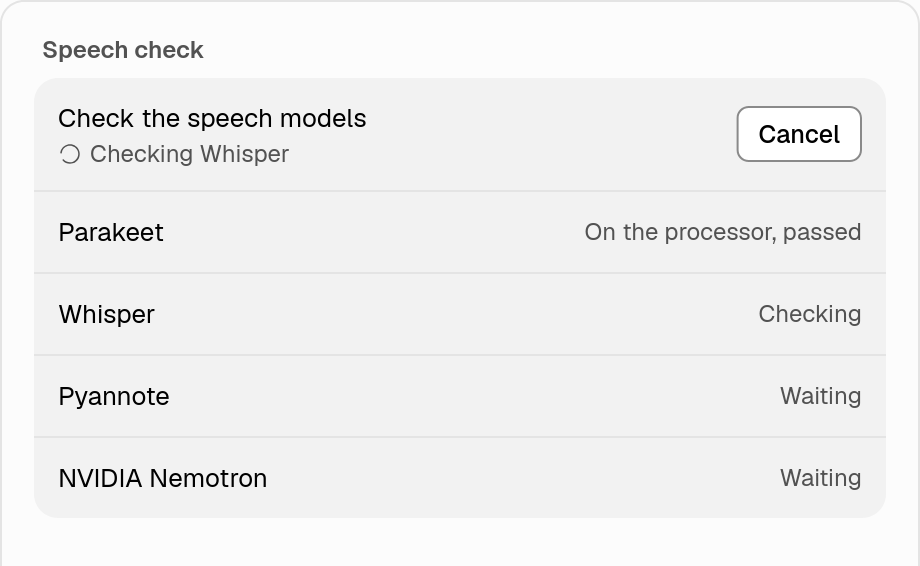 Speech check
Check the speech models
Cancel
Checking Whisper
Parakeet
On the processor, passed
Whisper
Checking
Pyannote
Waiting
NVIDIA Nemotron
Waiting